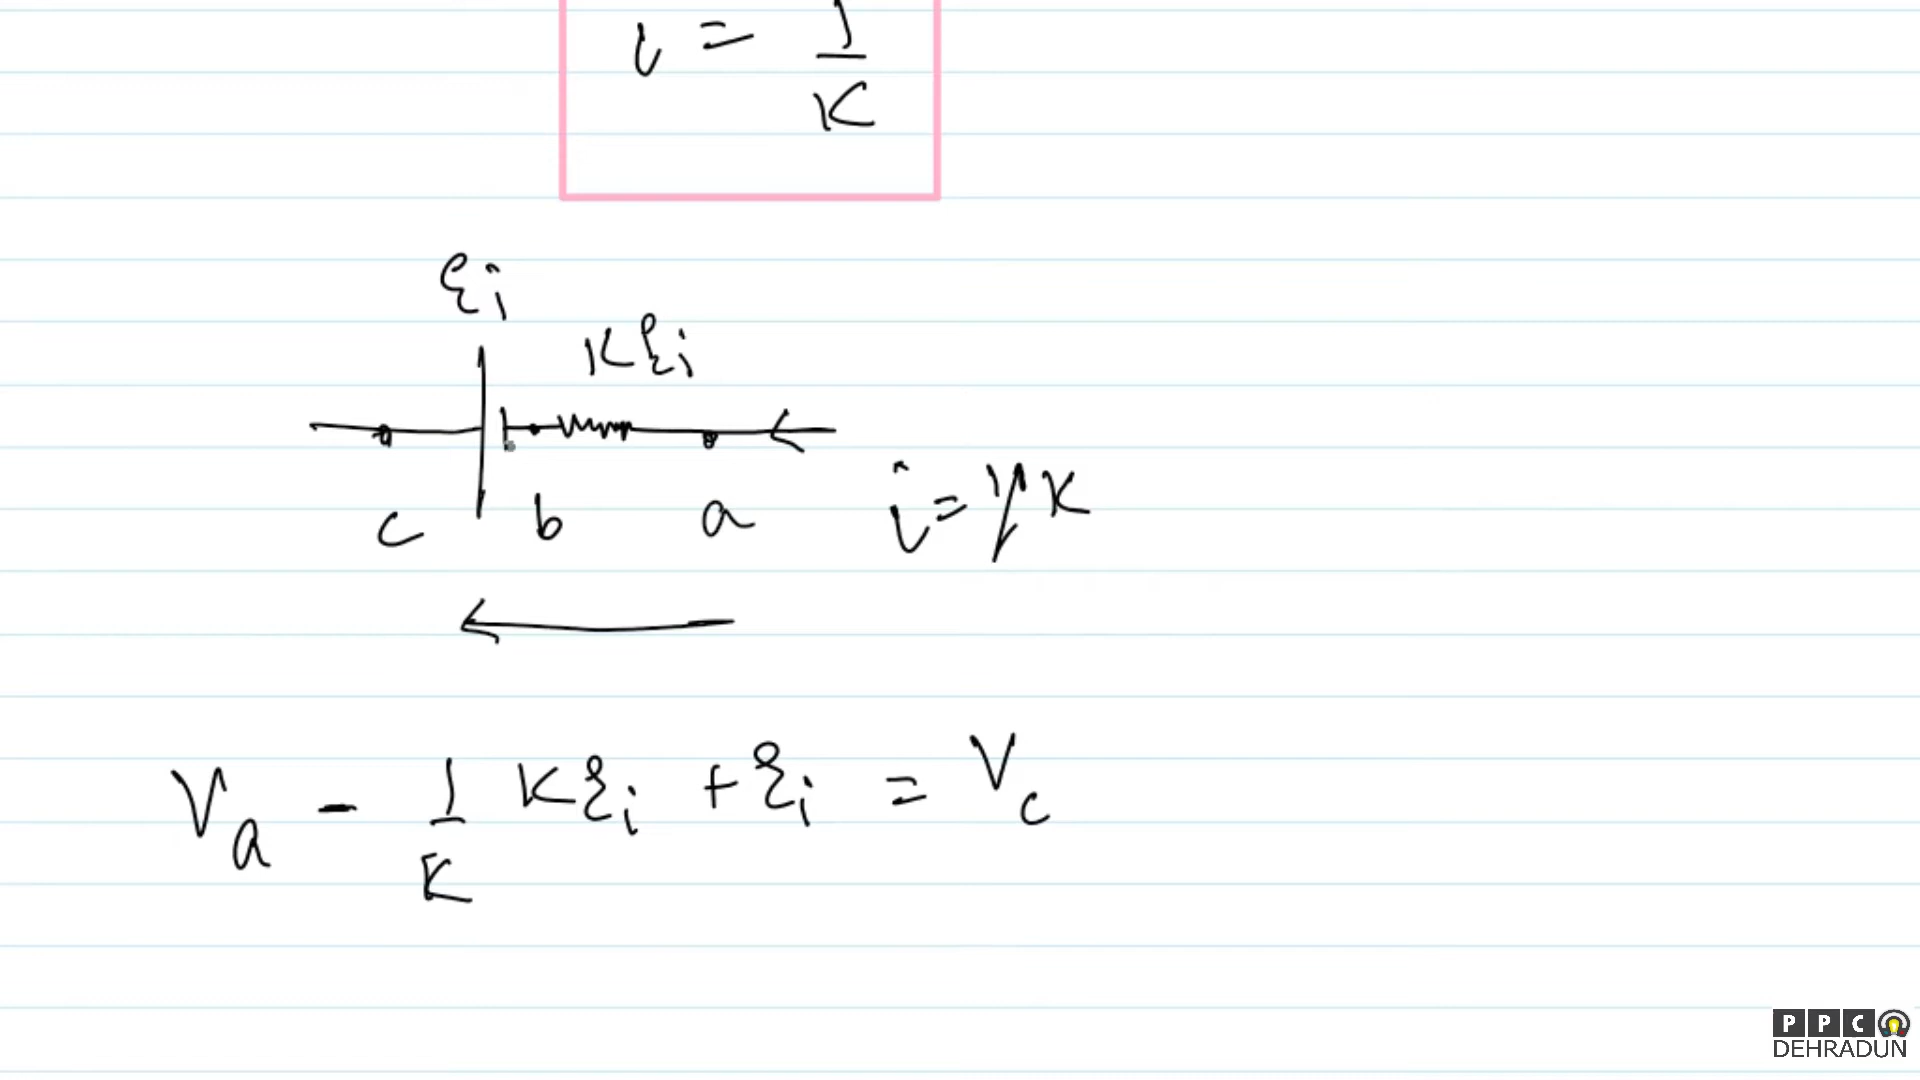 i = 1/K
εi
Kεi
c b a i = 1/K
Va - 1/K Kεi + εi = Vc
PPC
DEHRADUN